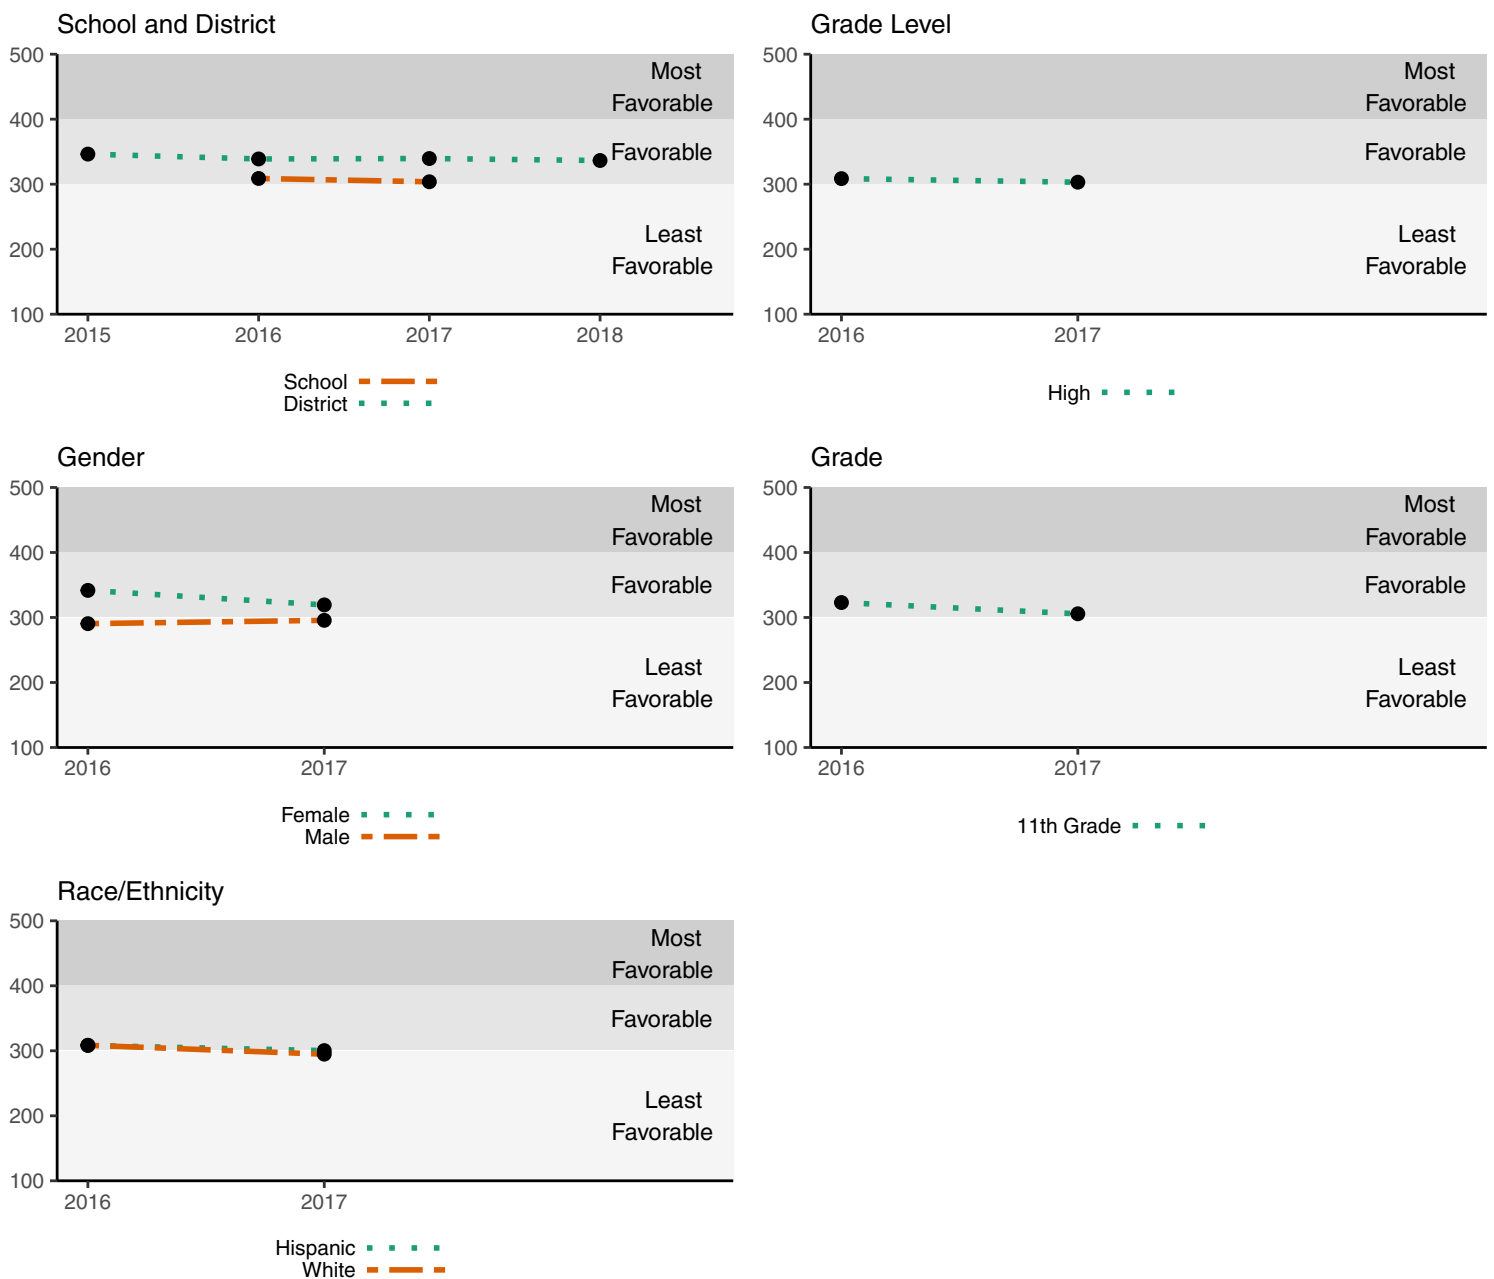 School and District
500
400
300
200
100
Most
Favorable
Favorable
Least
Favorable
2015 2016 2017 2018
School
District
Grade Level
500
400
300
200
100
Most
Favorable
Favorable
Least
Favorable
2016 2017
High
Gender
500
400
300
200
100
Most
Favorable
Favorable
Least
Favorable
2016 2017
Female
Male
Grade
500
400
300
200
100
Most
Favorable
Favorable
Least
Favorable
2016 2017
11th Grade
Race/Ethnicity
500
400
300
200
100
Most
Favorable
Favorable
Least
Favorable
2016 2017
Hispanic
White